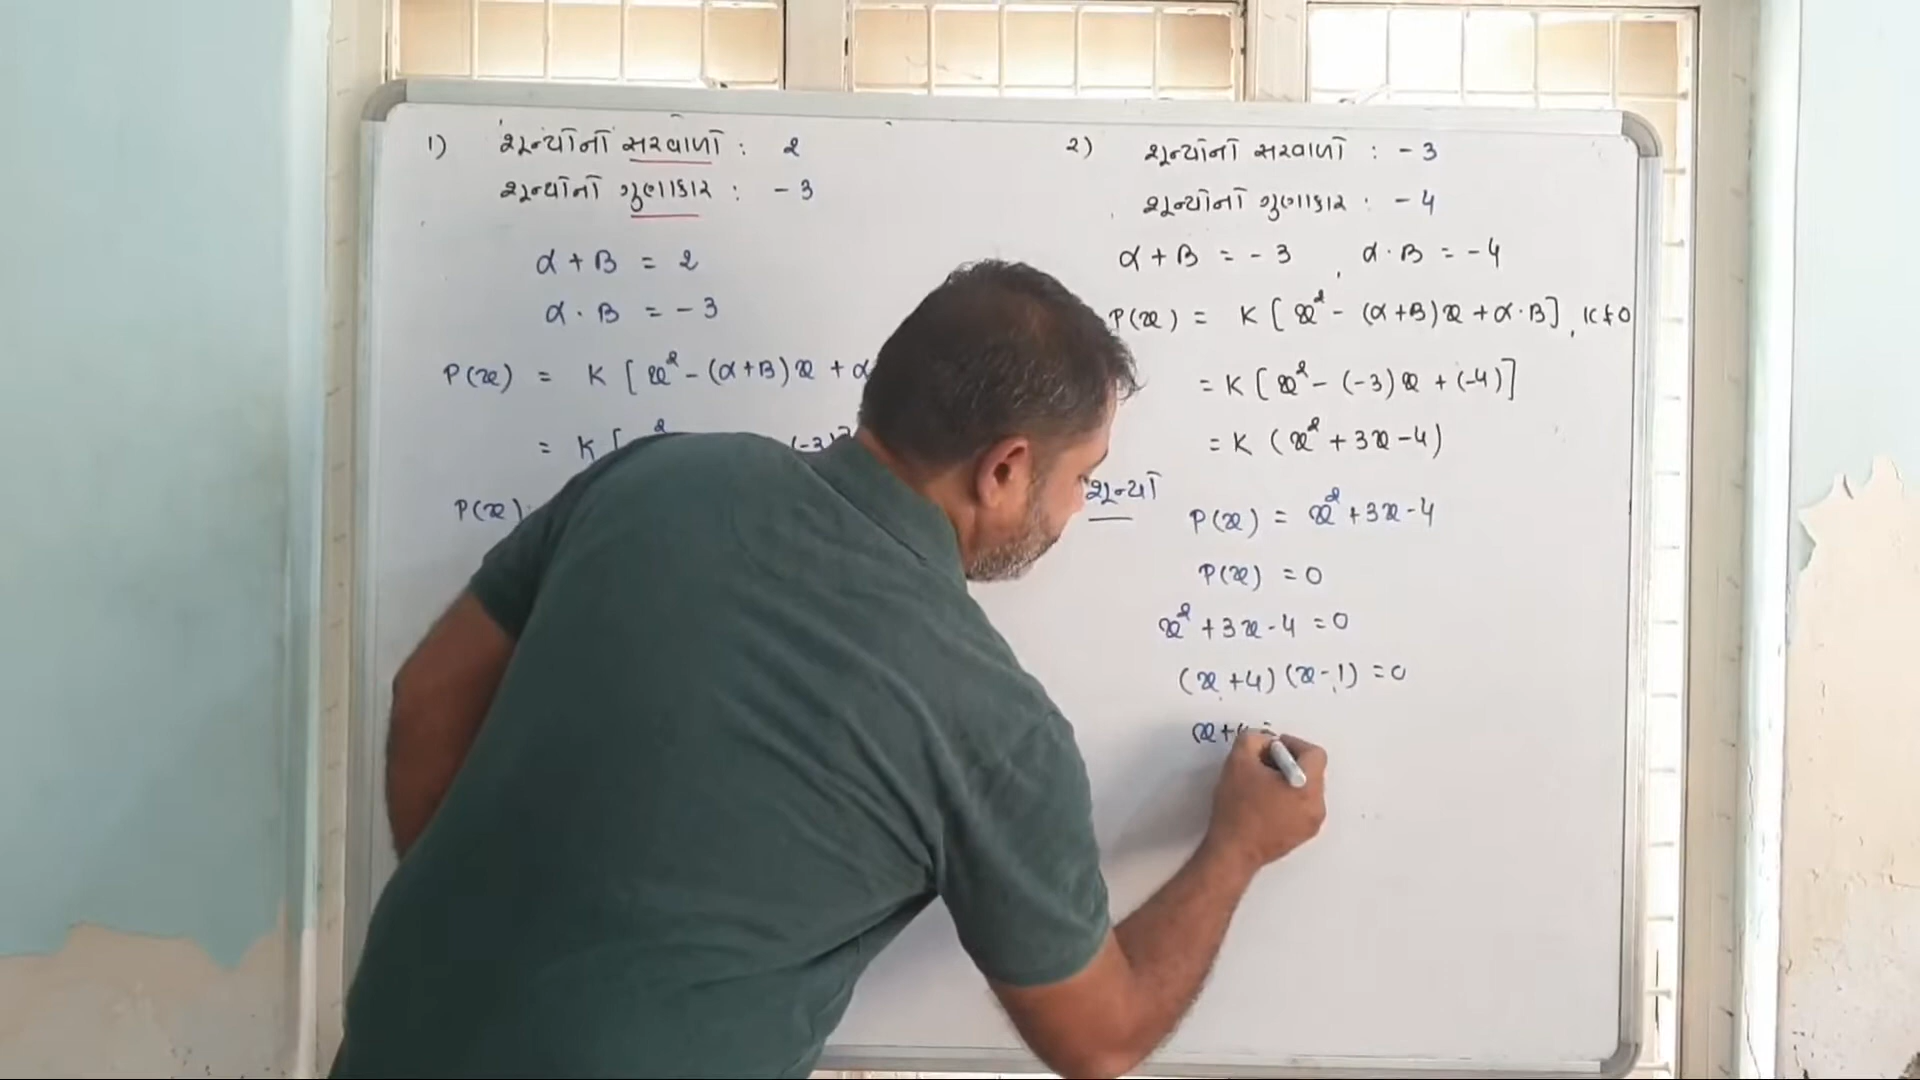 1) શૂન્યોનો સરવાળો : 2
શૂન્યોનો ગુણાકાર : - 3
α + B = 2
α · B = - 3
P(x) = K [ x² - (α+B)x + α
= K [ ² (-3)
P(x)
2) શૂન્યોનો સરવાળો : - 3
શૂન્યોનો ગુણાકાર : - 4
α + B = - 3 , α · B = - 4
P(x) = K [ x² - (α+B)x + α·B ] , K ≠ 0
= K [ x² - (-3)x + (-4) ]
= K ( x² + 3x - 4 )
શૂન્યો
P(x) = x² + 3x - 4
P(x) = 0
x² + 3x - 4 = 0
(x + 4) (x - 1) = 0
x + 4 =